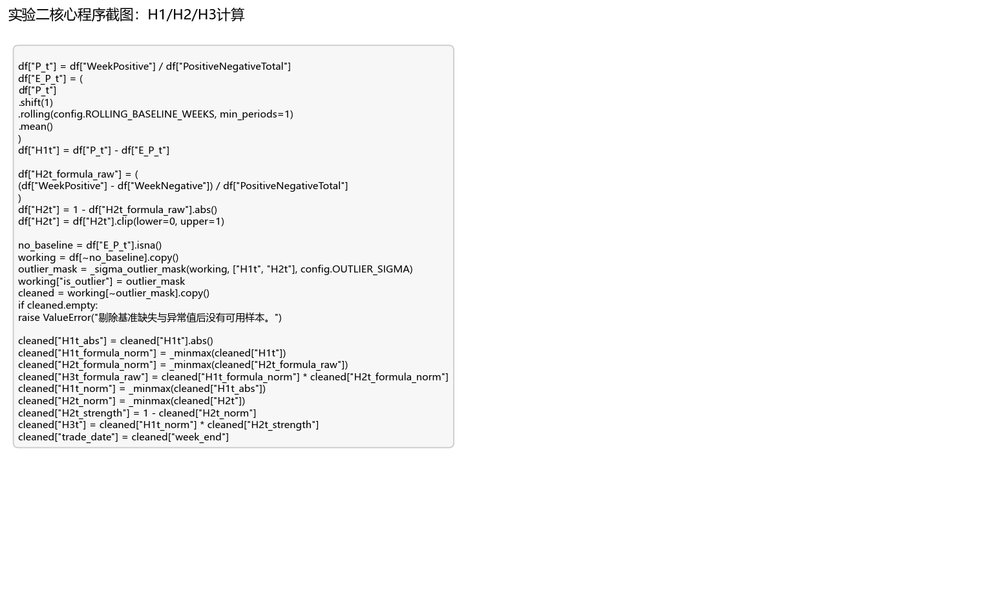 实验二核心程序截图：H1/H2/H3计算
df["P_t"] = df["WeekPositive"] / df["PositiveNegativeTotal"]
df["E_P_t"] = (
df["P_t"]
.shift(1)
.rolling(config.ROLLING_BASELINE_WEEKS, min_periods=1)
.mean()
)
df["H1t"] = df["P_t"] - df["E_P_t"]
df["H2t_formula_raw"] = (
(df["WeekPositive"] - df["WeekNegative"]) / df["PositiveNegativeTotal"]
)
df["H2t"] = 1 - df["H2t_formula_raw"].abs()
df["H2t"] = df["H2t"].clip(lower=0, upper=1)
no_baseline = df["E_P_t"].isna()
working = df[~no_baseline].copy()
outlier_mask = _sigma_outlier_mask(working, ["H1t", "H2t"], config.OUTLIER_SIGMA)
working["is_outlier"] = outlier_mask
cleaned = working[~outlier_mask].copy()
if cleaned.empty:
raise ValueError("剔除基准缺失与异常值后没有可用样本。")
cleaned["H1t_abs"] = cleaned["H1t"].abs()
cleaned["H1t_formula_norm"] = _minmax(cleaned["H1t"])
cleaned["H2t_formula_norm"] = _minmax(cleaned["H2t_formula_raw"])
cleaned["H3t_formula_raw"] = cleaned["H1t_formula_norm"] * cleaned["H2t_formula_norm"]
cleaned["H1t_norm"] = _minmax(cleaned["H1t_abs"])
cleaned["H2t_norm"] = _minmax(cleaned["H2t"])
cleaned["H2t_strength"] = 1 - cleaned["H2t_norm"]
cleaned["H3t"] = cleaned["H1t_norm"] * cleaned["H2t_strength"]
cleaned["trade_date"] = cleaned["week_end"]